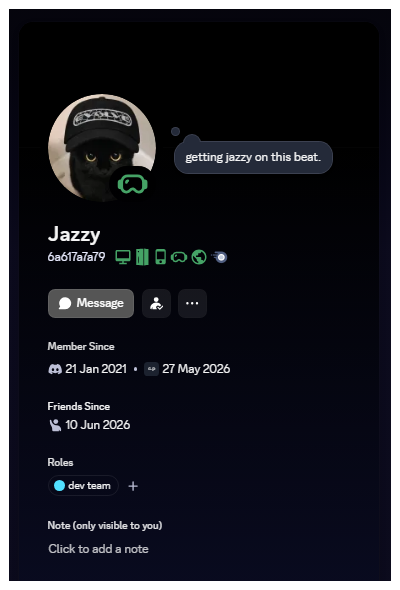 EVOLVE
getting jazzy on this beat.
Jazzy
6a617a7a79
Message
Member Since
21 Jan 2021 • 27 May 2026
Friends Since
10 Jun 2026
Roles
dev team +
Note (only visible to you)
Click to add a note